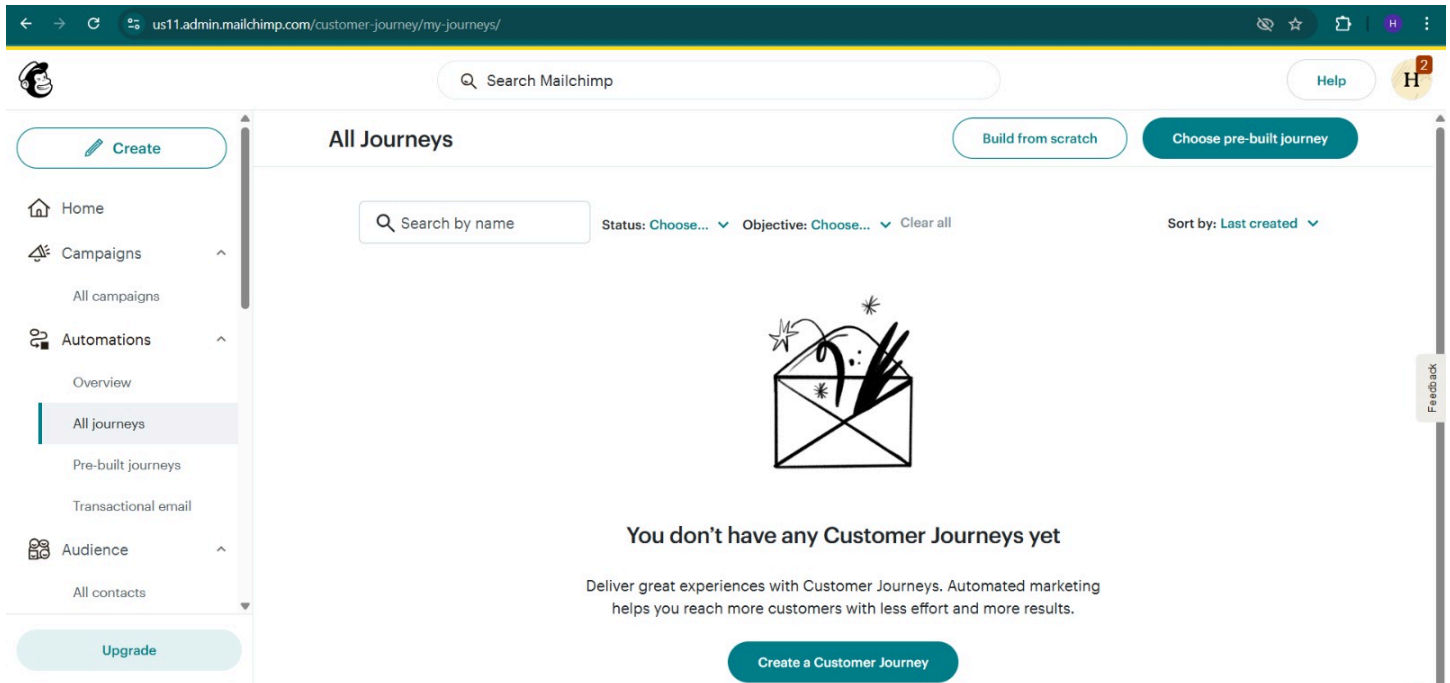 us11.admin.mailchimp.com/customer-journey/my-journeys/
H
Search Mailchimp
Help
H
2
Create
Home
Campaigns
All campaigns
Automations
Overview
All journeys
Pre-built journeys
Transactional email
Audience
All contacts
Upgrade
All Journeys
Build from scratch
Choose pre-built journey
Search by name
Status: Choose...
Objective: Choose...
Clear all
Sort by: Last created
You don’t have any Customer Journeys yet
Deliver great experiences with Customer Journeys. Automated marketing
helps you reach more customers with less effort and more results.
Create a Customer Journey
Feedback